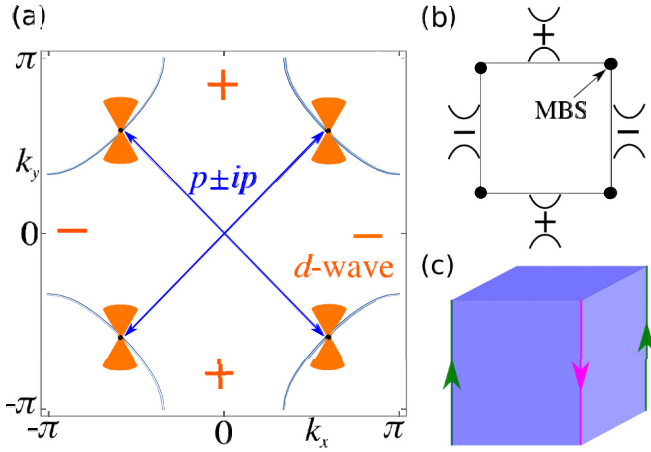 (a)
π
+
p±ip
k_y
0
−
−
d-wave
+
-π
-π
0
k_x
π
(b)
+
−
MBS
−
+
(c)